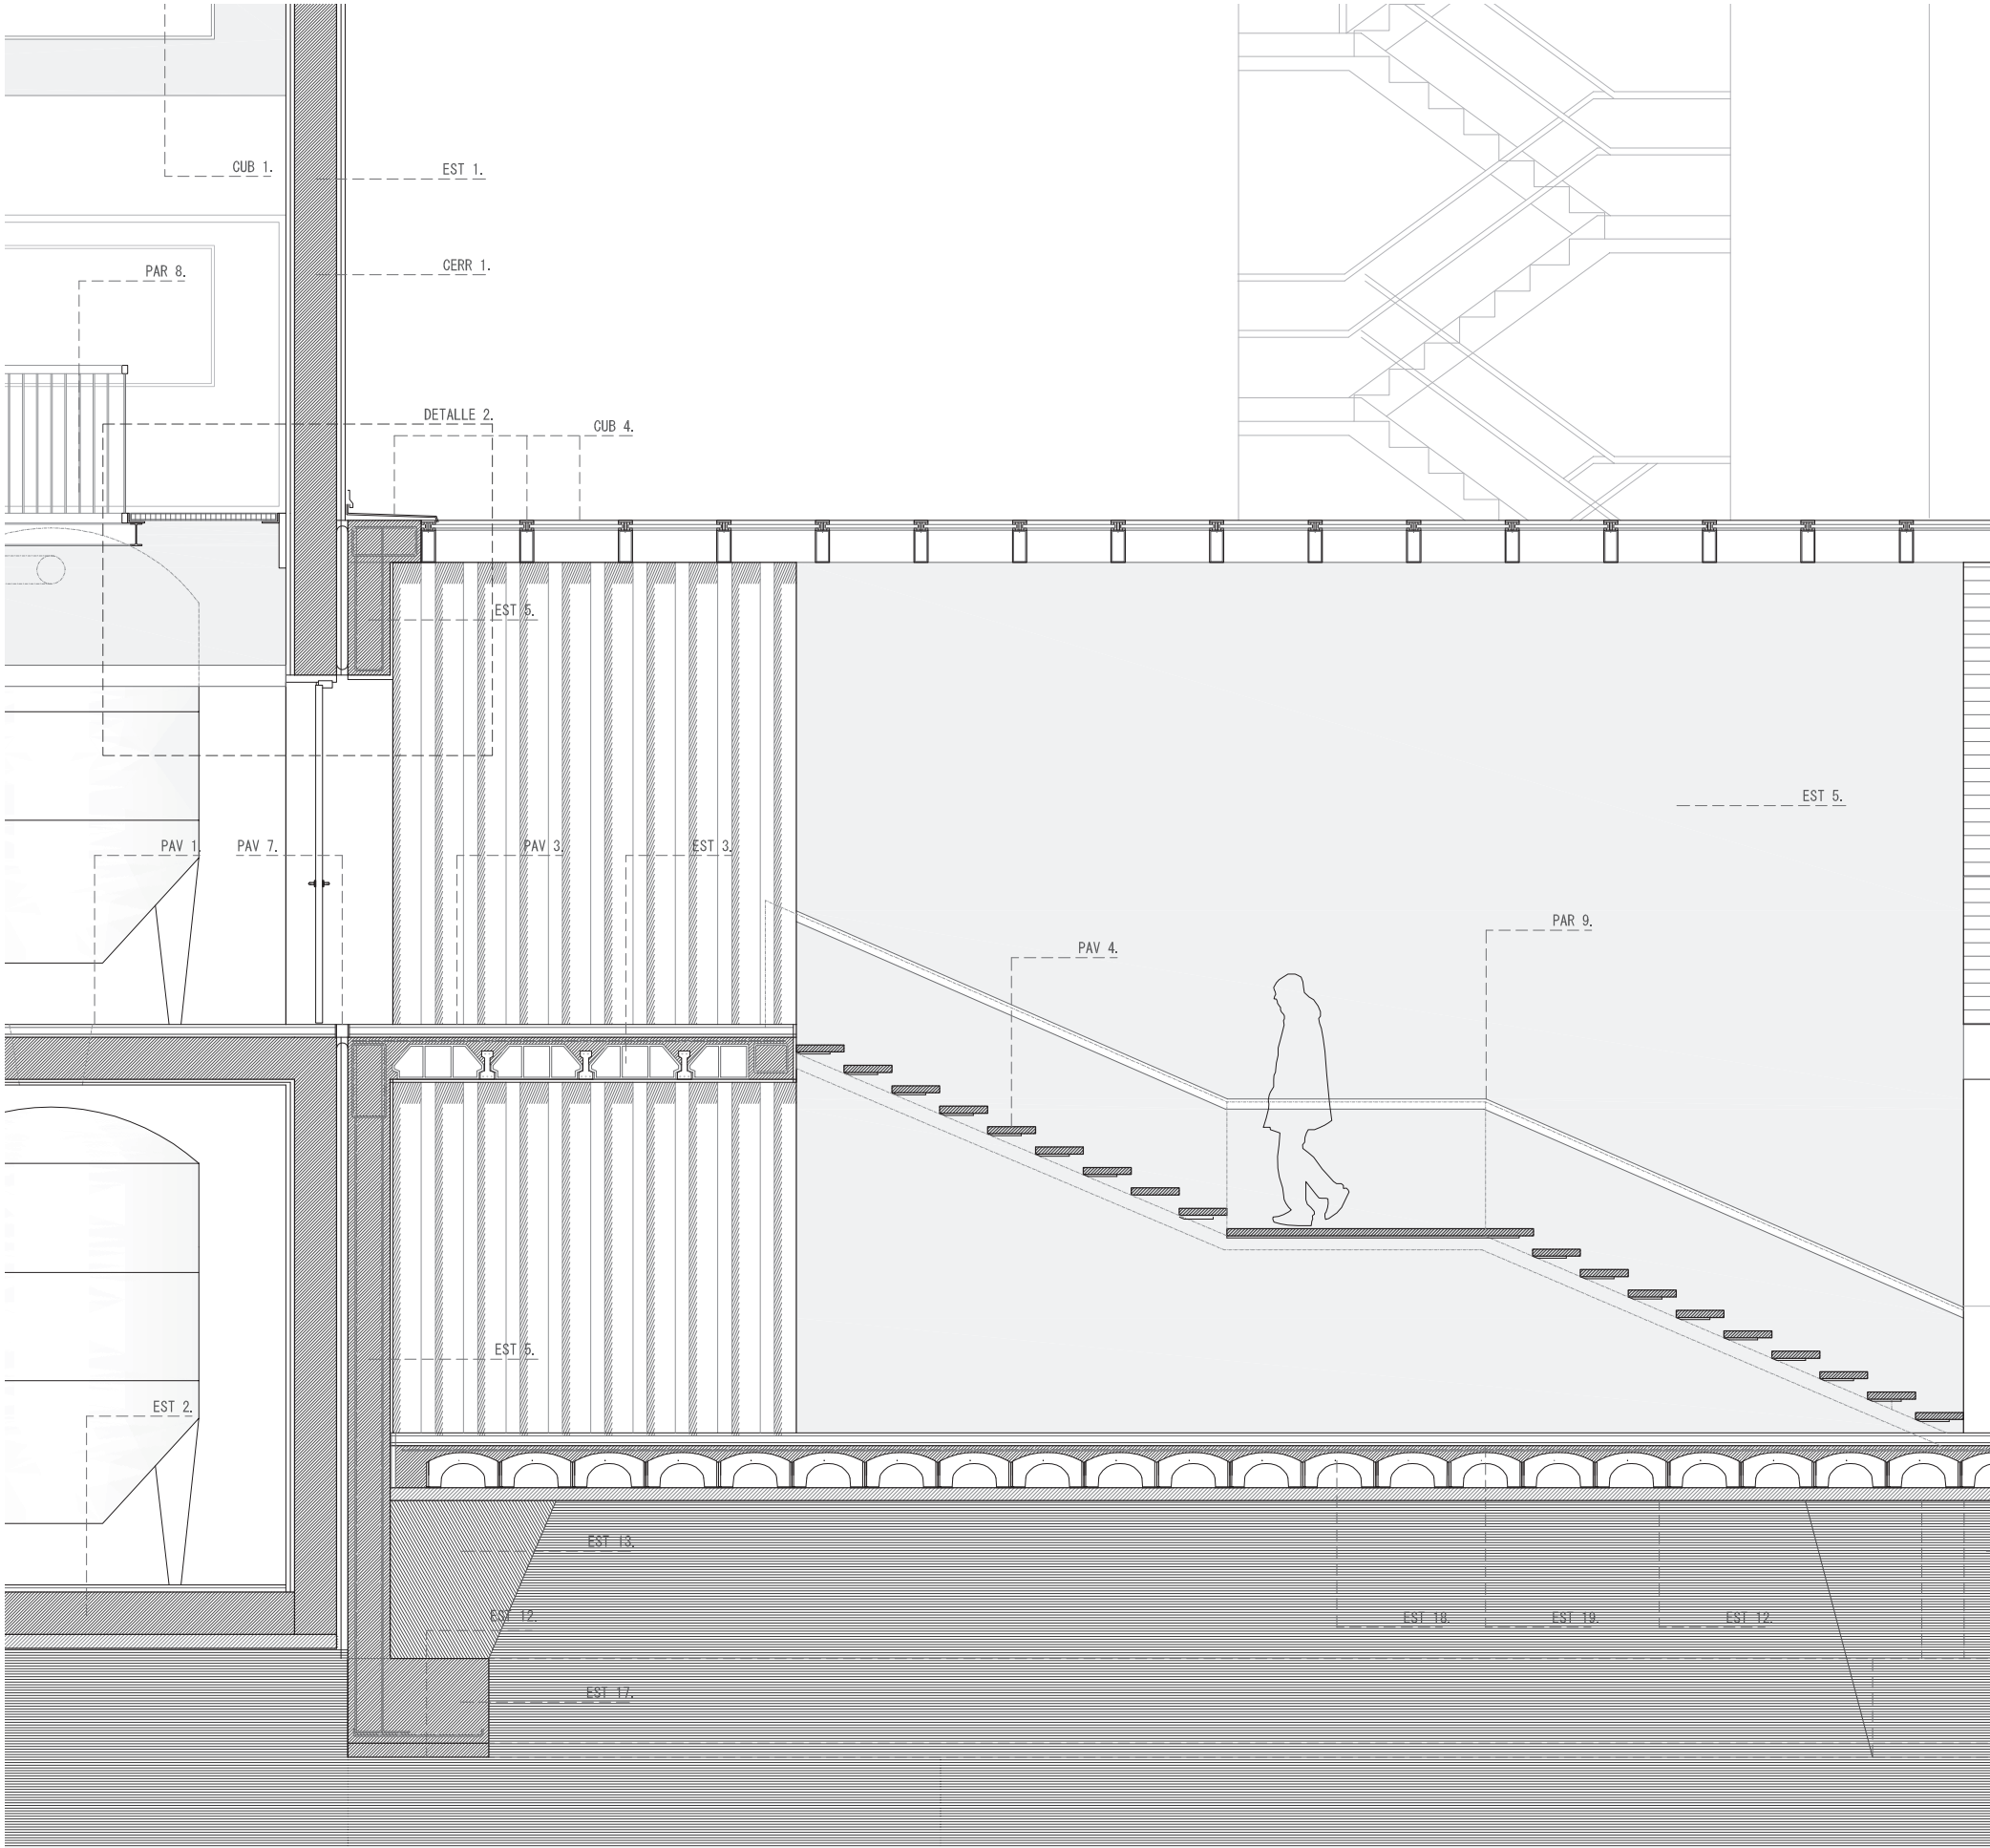 CUB 1.
EST 1.
CERR 1.
PAR 8.
DETALLE 2.
CUB 4.
EST 5.
EST 5.
PAV 1.
PAV 7.
PAV 3.
EST 3.
PAR 9.
PAV 4.
EST 5.
EST 2.
EST 13.
EST 12.
EST 18.
EST 19.
EST 12.
EST 17.